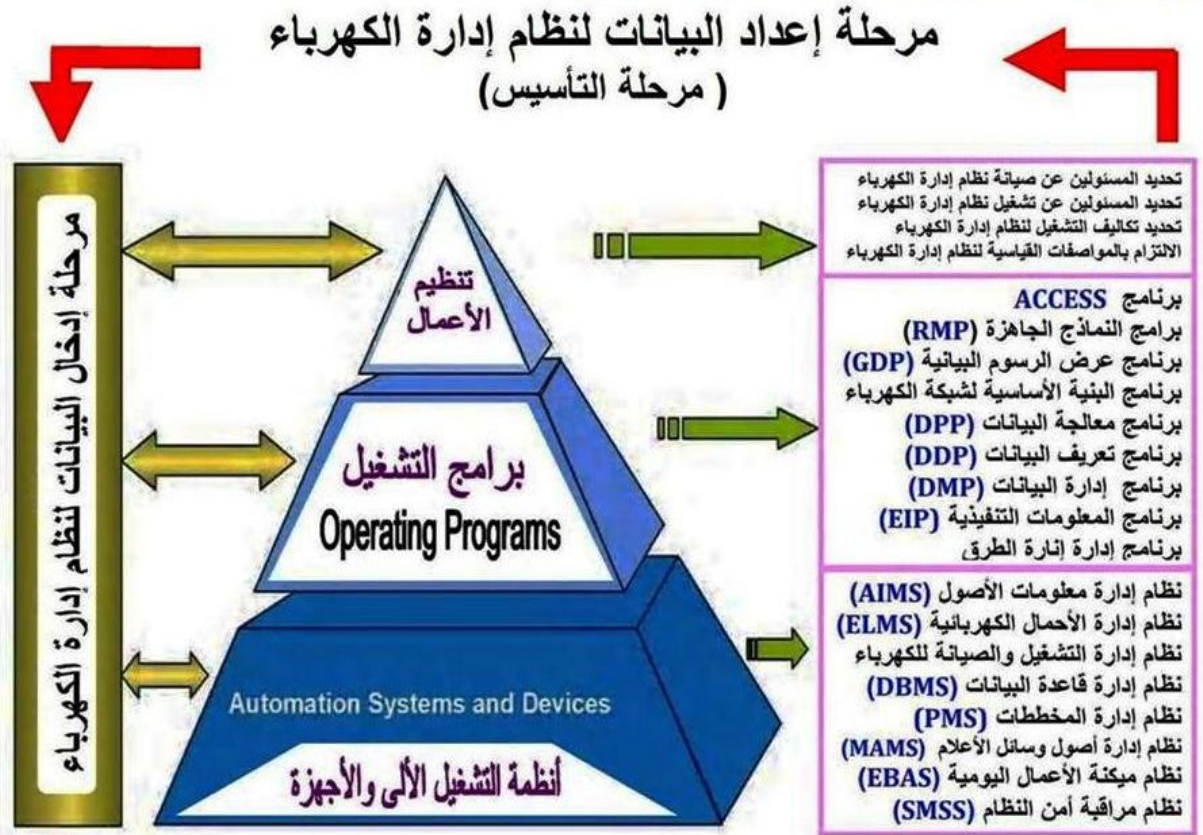 مرحلة إعداد البيانات لنظام إدارة الكهرباء
( مرحلة التأسيس)
تحديد المسئولين عن صيانة نظام إدارة الكهرباء
تحديد المسئولين عن تشغيل نظام إدارة الكهرباء
تحديد تكاليف التشغيل لنظام إدارة الكهرباء
الالتزام بالمواصفات القياسية لنظام إدارة الكهرباء
برنامج ACCESS
برامج النماذج الجاهزة (RMP)
برنامج عرض الرسوم البيانية (GDP)
برنامج البنية الأساسية لشبكة الكهرباء
برنامج معالجة البيانات (DPP)
برنامج تعريف البيانات (DDP)
برنامج إدارة البيانات (DMP)
برنامج المعلومات التنفيذية (EIP)
برنامج إدارة إنارة الطرق
نظام إدارة معلومات الأصول (AIMS)
نظام إدارة الأحمال الكهربائية (ELMS)
نظام إدارة التشغيل والصيانة للكهرباء
نظام إدارة قاعدة البيانات (DBMS)
نظام إدارة المخططات (PMS)
نظام إدارة أصول وسائل الأعلام (MAMS)
نظام ميكنة الأعمال اليومية (EBAS)
نظام مراقبة أمن النظام (SMSS)
تنظيم
الأعمال
برامج التشغيل
Operating Programs
Automation Systems and Devices
أنظمة التشغيل الألى والأجهزة
مرحلة إدخال البيانات لنظام إدارة الكهرباء